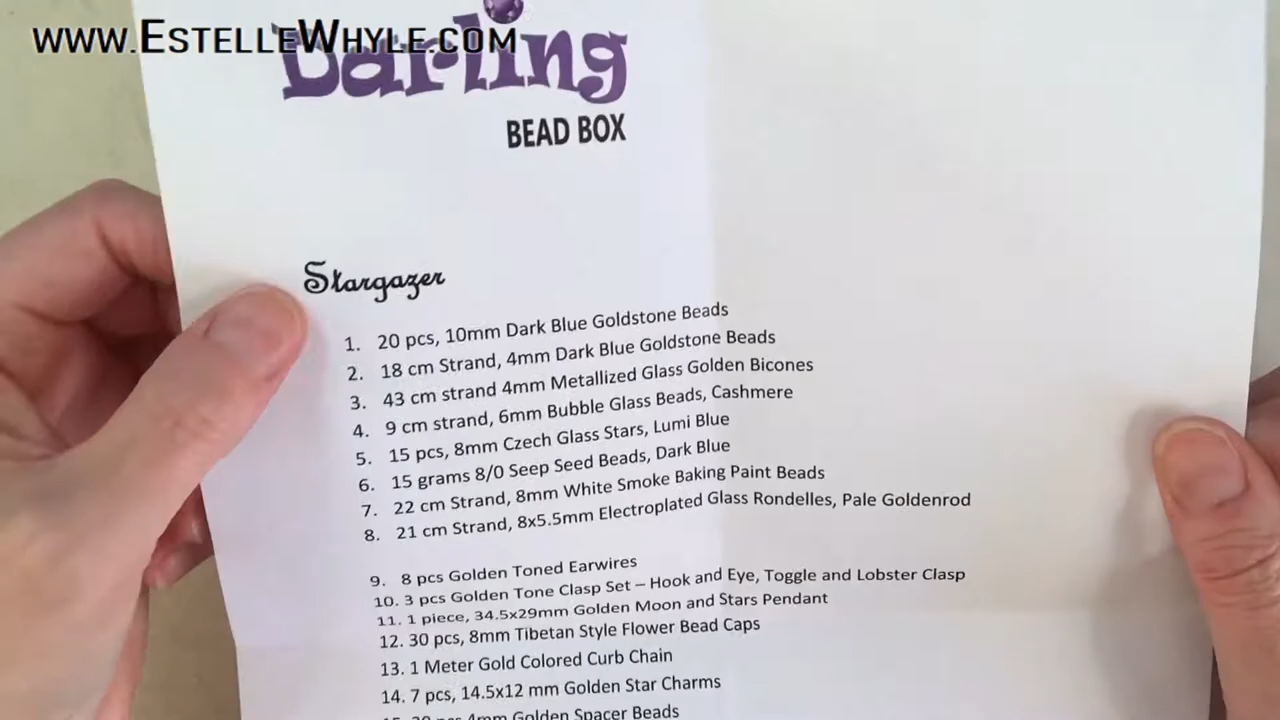 www.EstelleWhyle.com
Darling
BEAD BOX
Stargazer
1. 20 pcs, 10mm Dark Blue Goldstone Beads
2. 18 cm Strand, 4mm Dark Blue Goldstone Beads
3. 43 cm strand 4mm Metallized Glass Golden Bicones
4. 9 cm strand, 6mm Bubble Glass Beads, Cashmere
5. 15 pcs, 8mm Czech Glass Stars, Lumi Blue
6. 15 grams 8/0 Seep Seed Beads, Dark Blue
7. 22 cm Strand, 8mm White Smoke Baking Paint Beads
8. 21 cm Strand, 8x5.5mm Electroplated Glass Rondelles, Pale Goldenrod
9. 8 pcs Golden Toned Earwires
10. 3 pcs Golden Tone Clasp Set – Hook and Eye, Toggle and Lobster Clasp
11. 1 piece, 34.5x29mm Golden Moon and Stars Pendant
12. 30 pcs, 8mm Tibetan Style Flower Bead Caps
13. 1 Meter Gold Colored Curb Chain
14. 7 pcs, 14.5x12 mm Golden Star Charms
15. 20 pcs 4mm Golden Spacer Beads